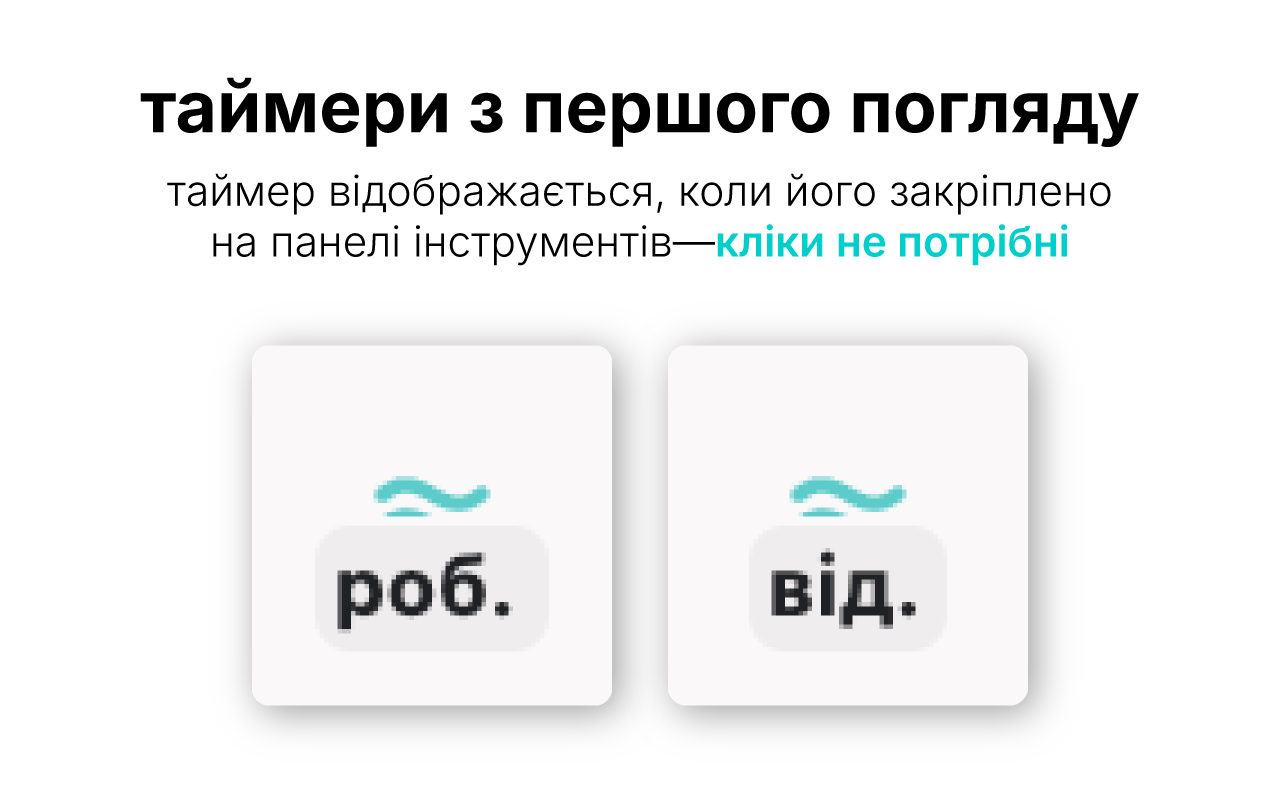 таймери з першого погляду
таймер відображається, коли його закріплено
на панелі інструментів—кліки не потрібні
роб.
від.